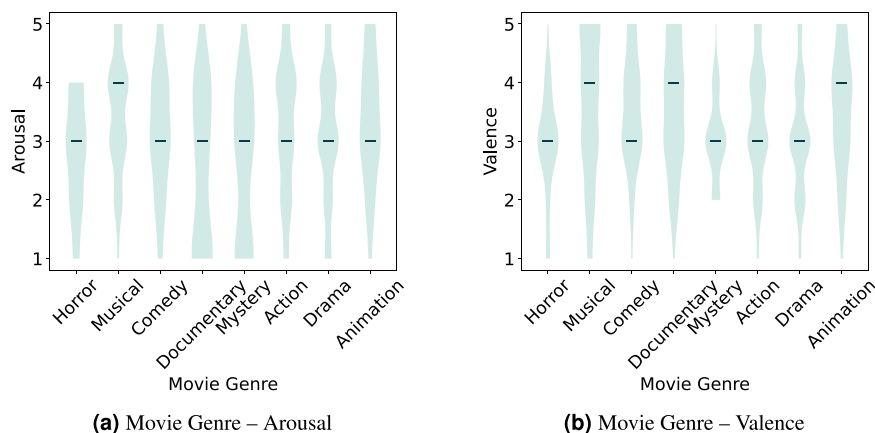 5
4
3
2
1
Arousal
Horror
Musical
Comedy
Documentary
Mystery
Action
Drama
Animation
Movie Genre
(a) Movie Genre – Arousal
5
4
3
2
1
Valence
Horror
Musical
Comedy
Documentary
Mystery
Action
Drama
Animation
Movie Genre
(b) Movie Genre – Valence